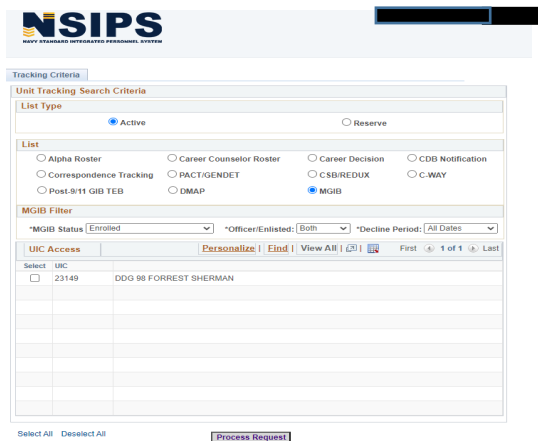 NSIPS
NAVY STANDARD INTEGRATED PERSONNEL SYSTEM
Tracking Criteria
Unit Tracking Search Criteria
List Type
Active Reserve
List
Alpha Roster Career Counselor Roster Career Decision CDB Notification
Correspondence Tracking PACT/GENDET CSB/REDUX C-WAY
Post-9/11 GIB TEB DMAP MGIB
MGIB Filter
*MGIB Status Enrolled *Officer/Enlisted: Both *Decline Period: All Dates
UIC Access Personalize | Find | View All | | First 1 of 1 Last
Select UIC
23149 DDG 98 FORREST SHERMAN
Select All Deselect All
Process Request